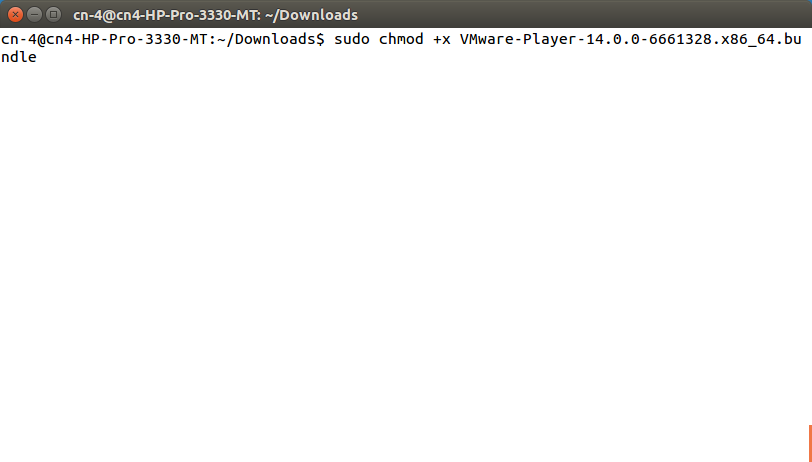 cn-4@cn4-HP-Pro-3330-MT: ~/Downloads
cn-4@cn4-HP-Pro-3330-MT:~/Downloads$ sudo chmod +x VMware-Player-14.0.0-6661328.x86_64.bu
ndle